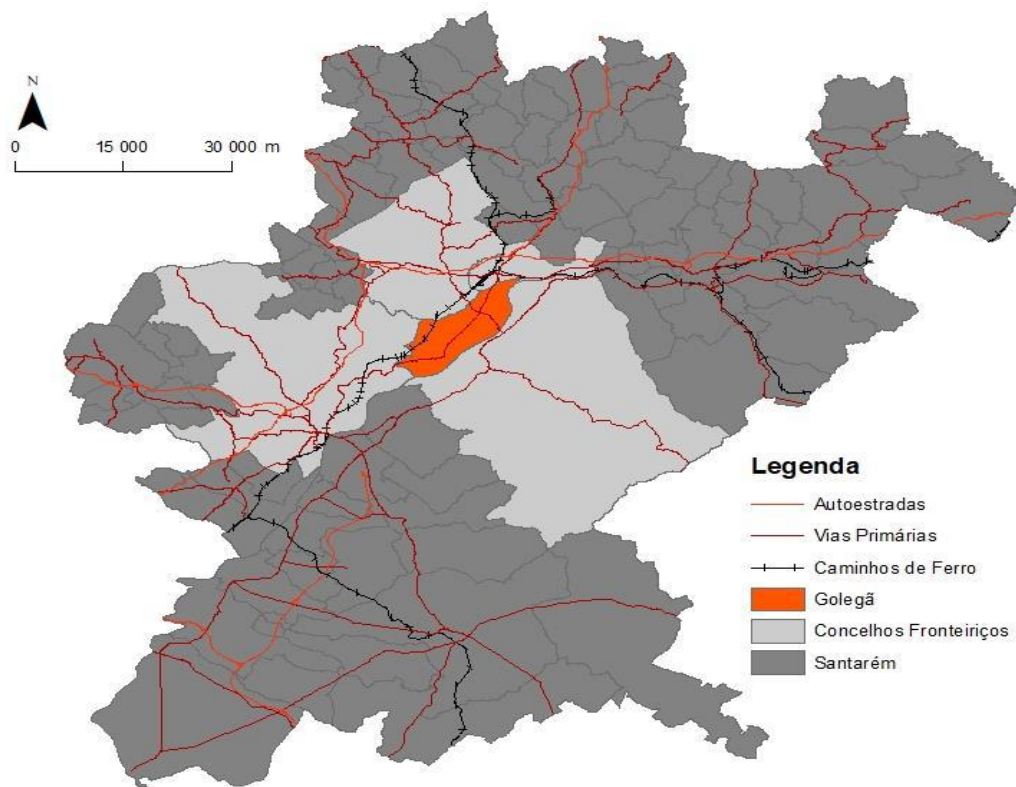 N
0 15 000 30 000 m
Legenda
Autoestradas
Vias Primárias
Caminhos de Ferro
Golegã
Concelhos Fronteiriços
Santarém